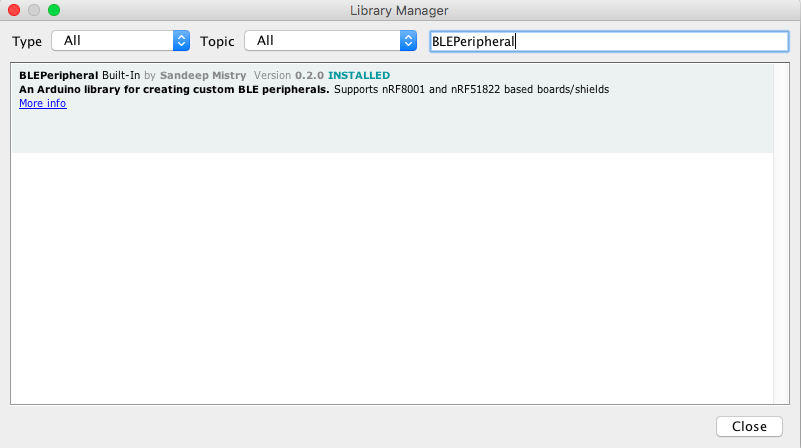 Library Manager
Type All Topic All BLEPeripheral
BLEPeripheral Built-In by Sandeep Mistry Version 0.2.0 INSTALLED
An Arduino library for creating custom BLE peripherals. Supports nRF8001 and nRF51822 based boards/shields
More info
Close